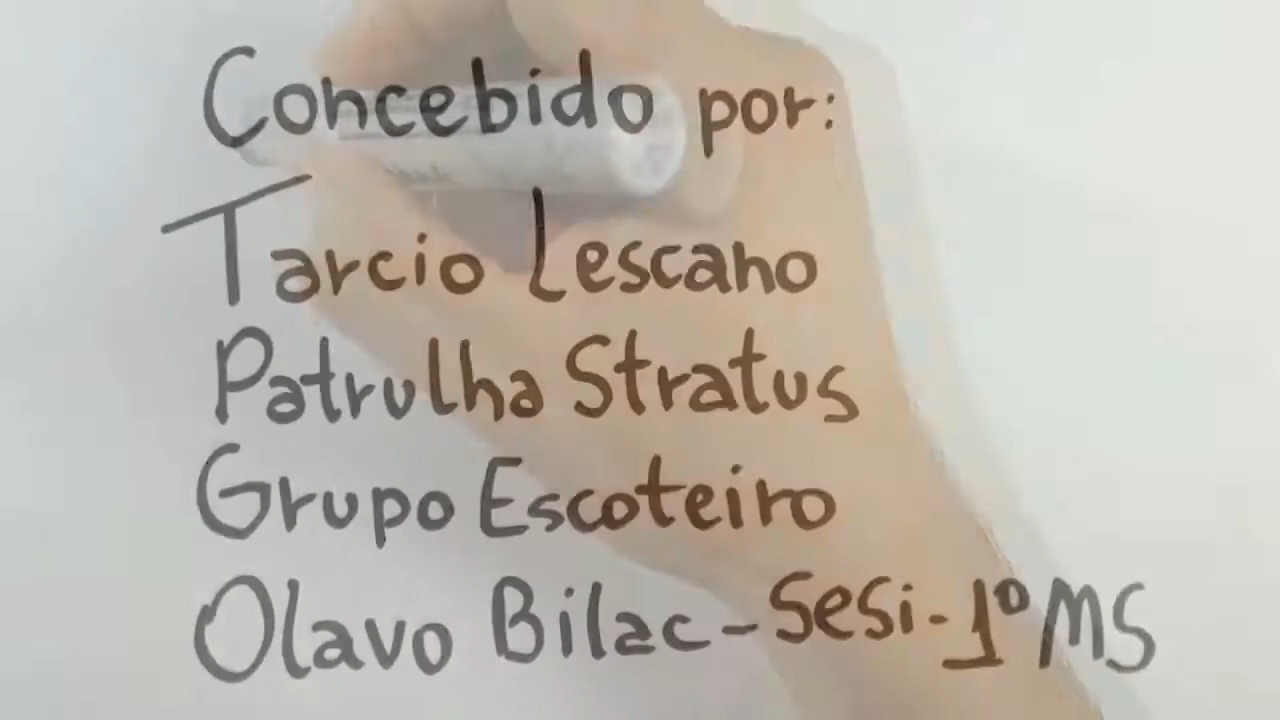 Concebido por:
Tarcio Lescano
Patrulha Stratus
Grupo Escoteiro
Olavo Bilac - Sesi - 1º MS